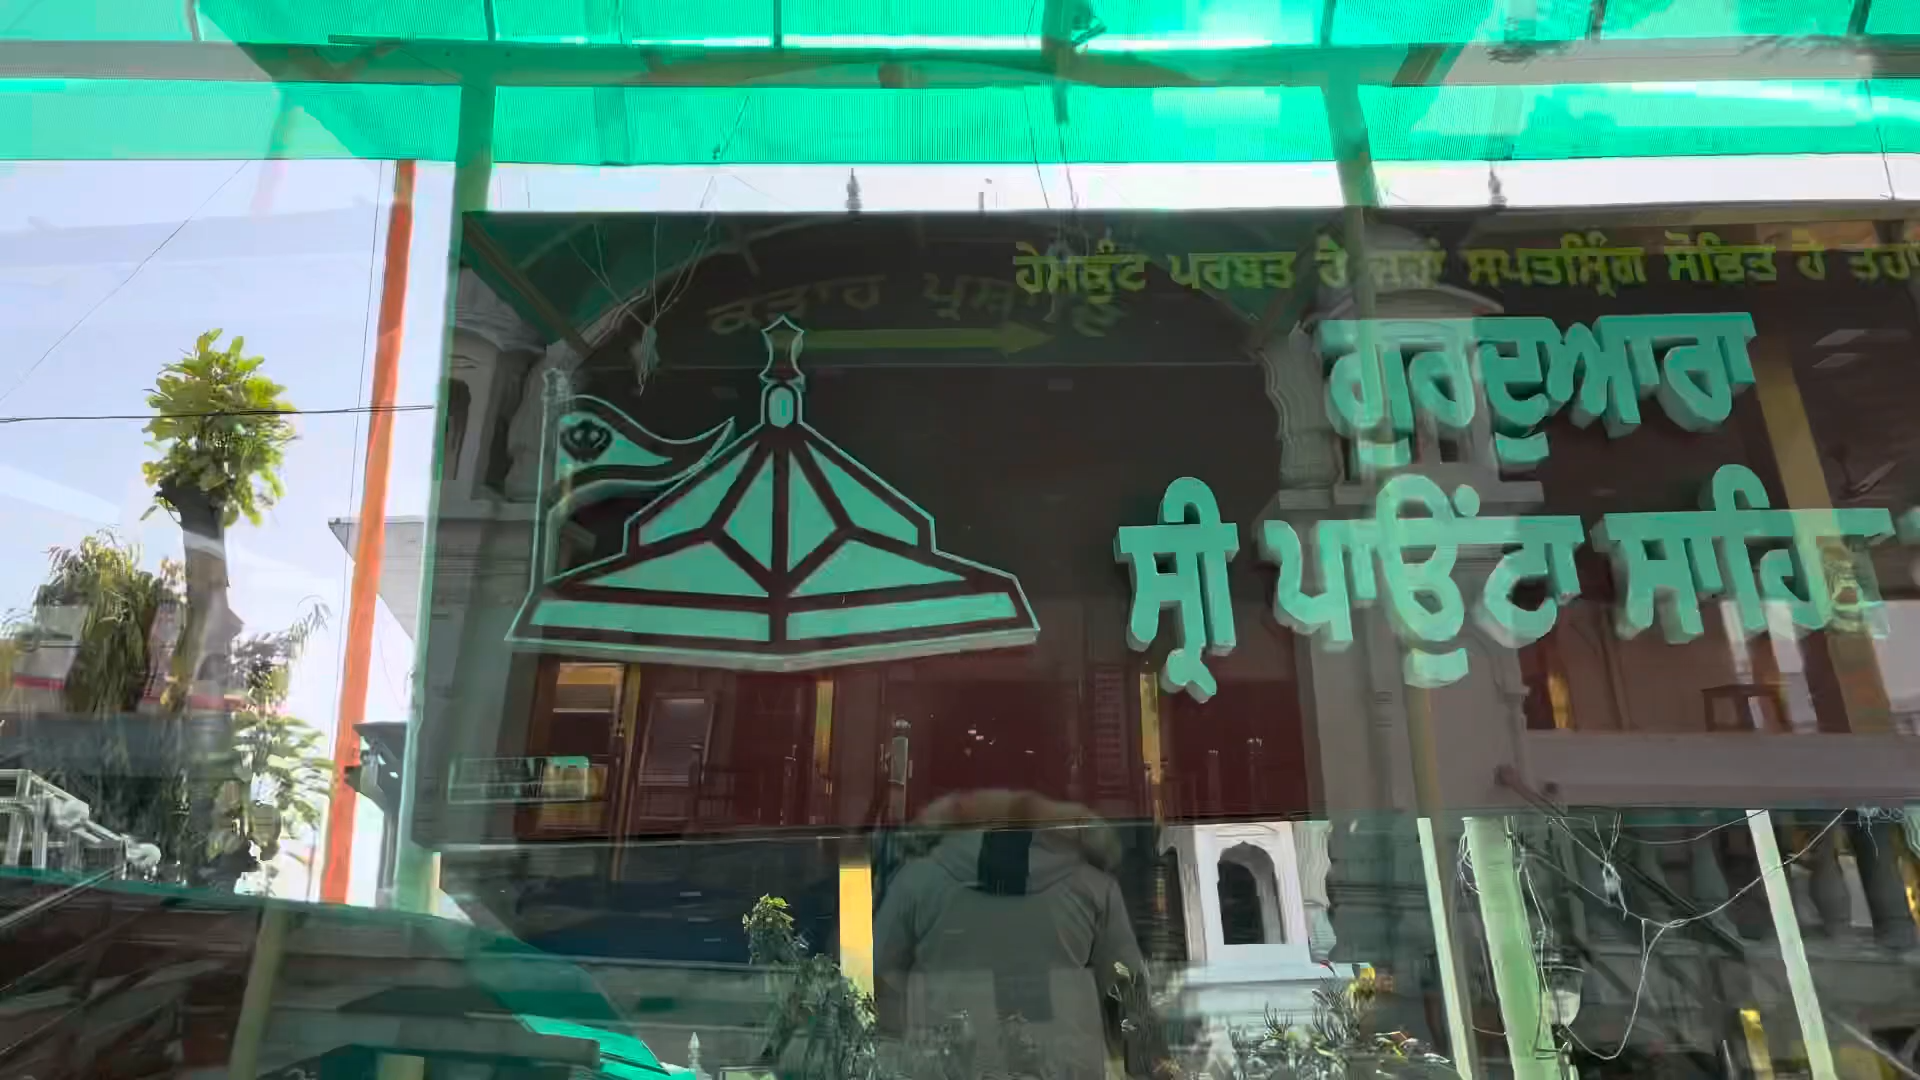 ਹੇਮਕੁੰਟ ਪਰਬਤ ਹੈ ਜਹਾਂ ਸਪਤਸ੍ਰਿੰਗ ਸੋਭਿਤ ਹੈ ਤਹਾਂ
ਕੜਾਹ ਪ੍ਰਸ਼ਾਦ
ਗੁਰਦੁਆਰਾ
ਸ੍ਰੀ ਪਾਉਂਟਾ ਸਾਹਿਬ